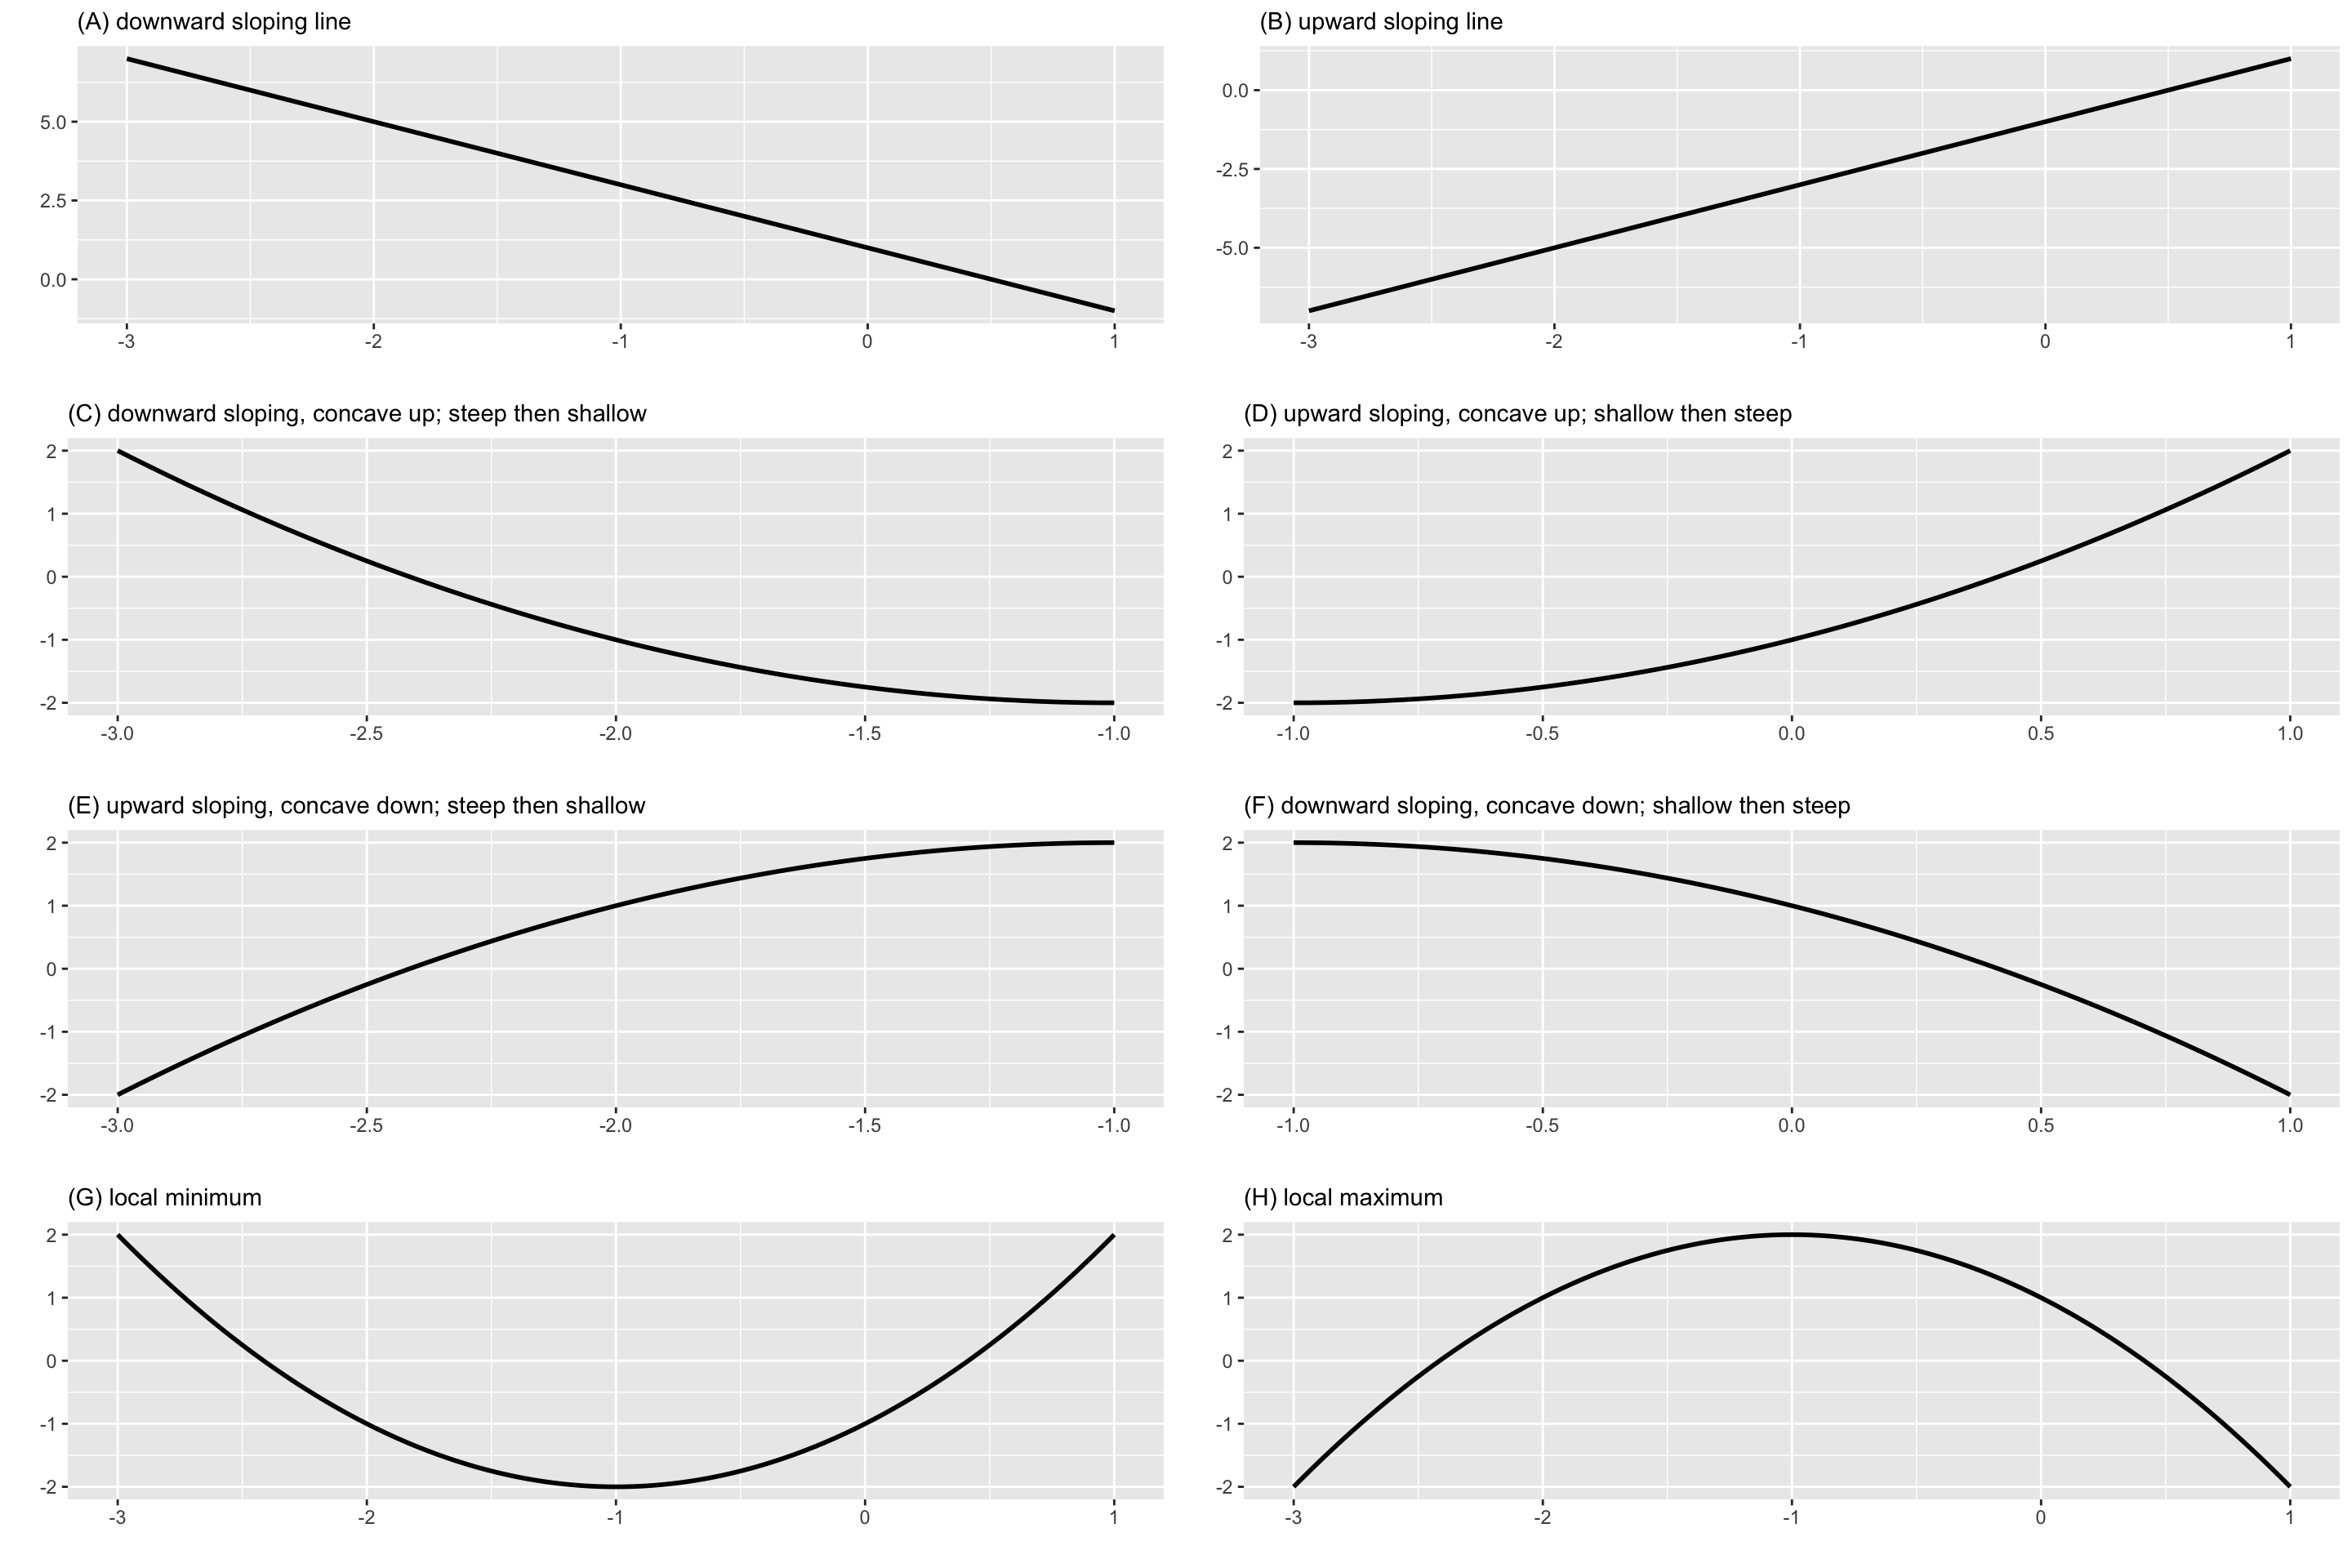 (A) downward sloping line
5.0
2.5
0.0
-3 -2 -1 0 1
(B) upward sloping line
0.0
-2.5
-5.0
-3 -2 -1 0 1
(C) downward sloping, concave up; steep then shallow
2
1
0
-1
-2
-3.0 -2.5 -2.0 -1.5 -1.0
(D) upward sloping, concave up; shallow then steep
2
1
0
-1
-2
-1.0 -0.5 0.0 0.5 1.0
(E) upward sloping, concave down; steep then shallow
2
1
0
-1
-2
-3.0 -2.5 -2.0 -1.5 -1.0
(F) downward sloping, concave down; shallow then steep
2
1
0
-1
-2
-1.0 -0.5 0.0 0.5 1.0
(G) local minimum
2
1
0
-1
-2
-3 -2 -1 0 1
(H) local maximum
2
1
0
-1
-2
-3 -2 -1 0 1